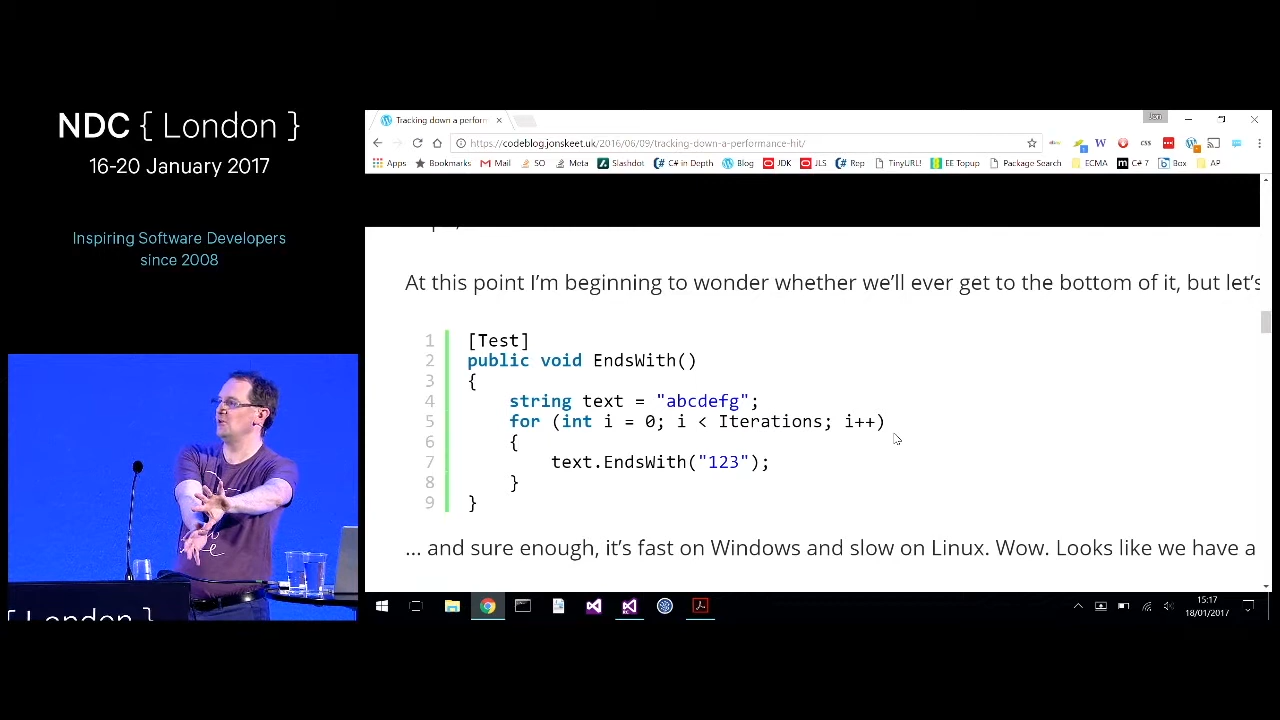 NDC { London }
16-20 January 2017
Inspiring Software Developers
since 2008
Tracking down a perform
Jon
https://codeblog.jonskeet.uk/2016/06/09/tracking-down-a-performance-hit/
Apps Bookmarks Mail SO Meta Slashdot C# in Depth Blog JDK JLS C# Rep TinyURL! EE Topup Package Search ECMA C# 7 Box AP
At this point I'm beginning to wonder whether we'll ever get to the bottom of it, but let's
1 [Test]
2 public void EndsWith()
3 {
4 string text = "abcdefg";
5 for (int i = 0; i < Iterations; i++)
6 {
7 text.EndsWith("123");
8 }
9 }
... and sure enough, it's fast on Windows and slow on Linux. Wow. Looks like we have a
15:17
18/01/2017
{ London }